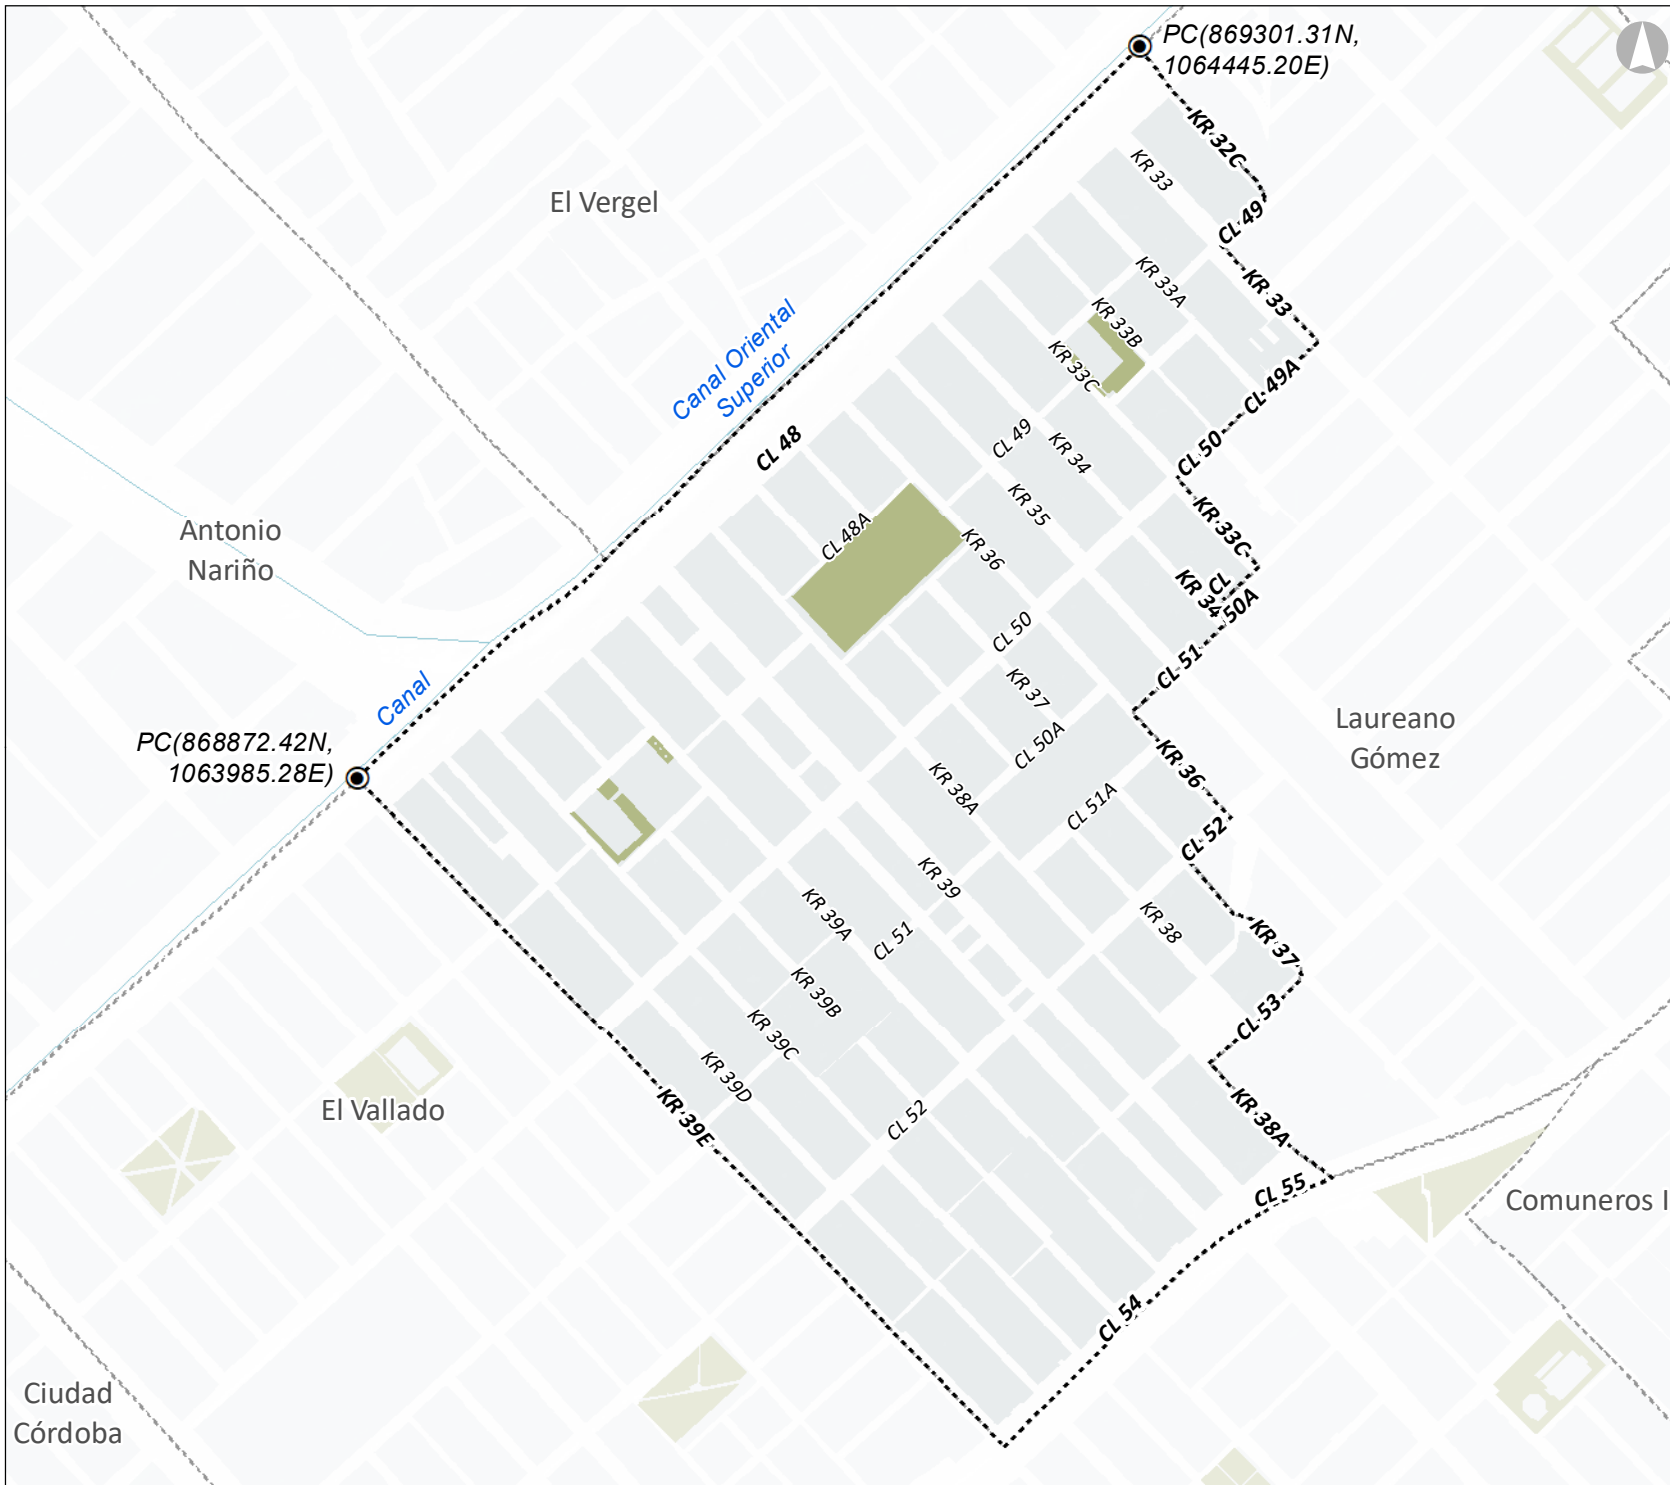 PC(869301.31N,
1064445.20E)
KR 32C
KR 33
El Vergel
CL 49
KR 33A
KR 33
KR 33B
Canal Oriental
Superior
KR 33C
CL 49A
CL 48
CL 49
KR 34
CL 50
KR 35
KR 33C
CL 48A
KR 36
Antonio
Nariño
CL
50A
KR 34
CL 50
CL 51
KR 37
Canal
Laureano
Gómez
PC(868872.42N,
1063985.28E)
CL 50A
KR 36
KR 38A
CL 51A
CL 52
KR 39
KR 39A
CL 51
KR 38
KR 37
KR 39B
KR 39C
CL 53
KR 39D
El Vallado
KR 39E
CL 52
KR 38A
CL 55
Comuneros I
CL 54
Ciudad
Córdoba